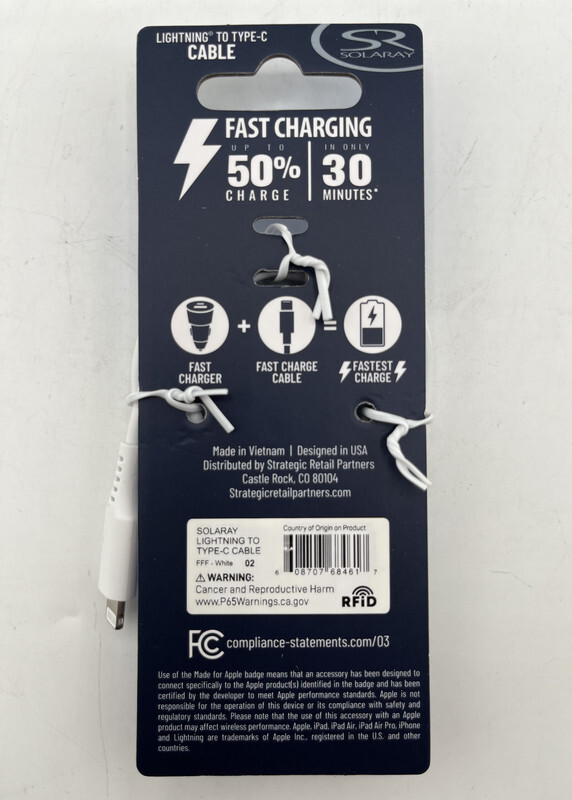 LIGHTNING® TO TYPE-C
CABLE
SR
SOLARAY
FAST CHARGING
UP TO
50%
CHARGE
IN ONLY
30
MINUTES*
+
=
FAST
CHARGER
FAST CHARGE
CABLE
FASTEST
CHARGE
Made in Vietnam | Designed in USA
Distributed by Strategic Retail Partners
Castle Rock, CO 80104
Strategicretailpartners.com
SOLARAY
LIGHTNING TO
TYPE-C CABLE
FFF - White 02
Country of Origin on Product
6 08707 68461 7
⚠ WARNING:
Cancer and Reproductive Harm
www.P65Warnings.ca.gov
RFiD
FC compliance-statements.com/03
Use of the Made for Apple badge means that an accessory has been designed to
connect specifically to the Apple product(s) identified in the badge and has been
certified by the developer to meet Apple performance standards. Apple is not
responsible for the operation of this device or its compliance with safety and
regulatory standards. Please note that the use of this accessory with an Apple
product may affect wireless performance. Apple, iPad, iPad Air, iPad Air Pro, iPhone
and Lightning are trademarks of Apple Inc., registered in the U.S. and other
countries.